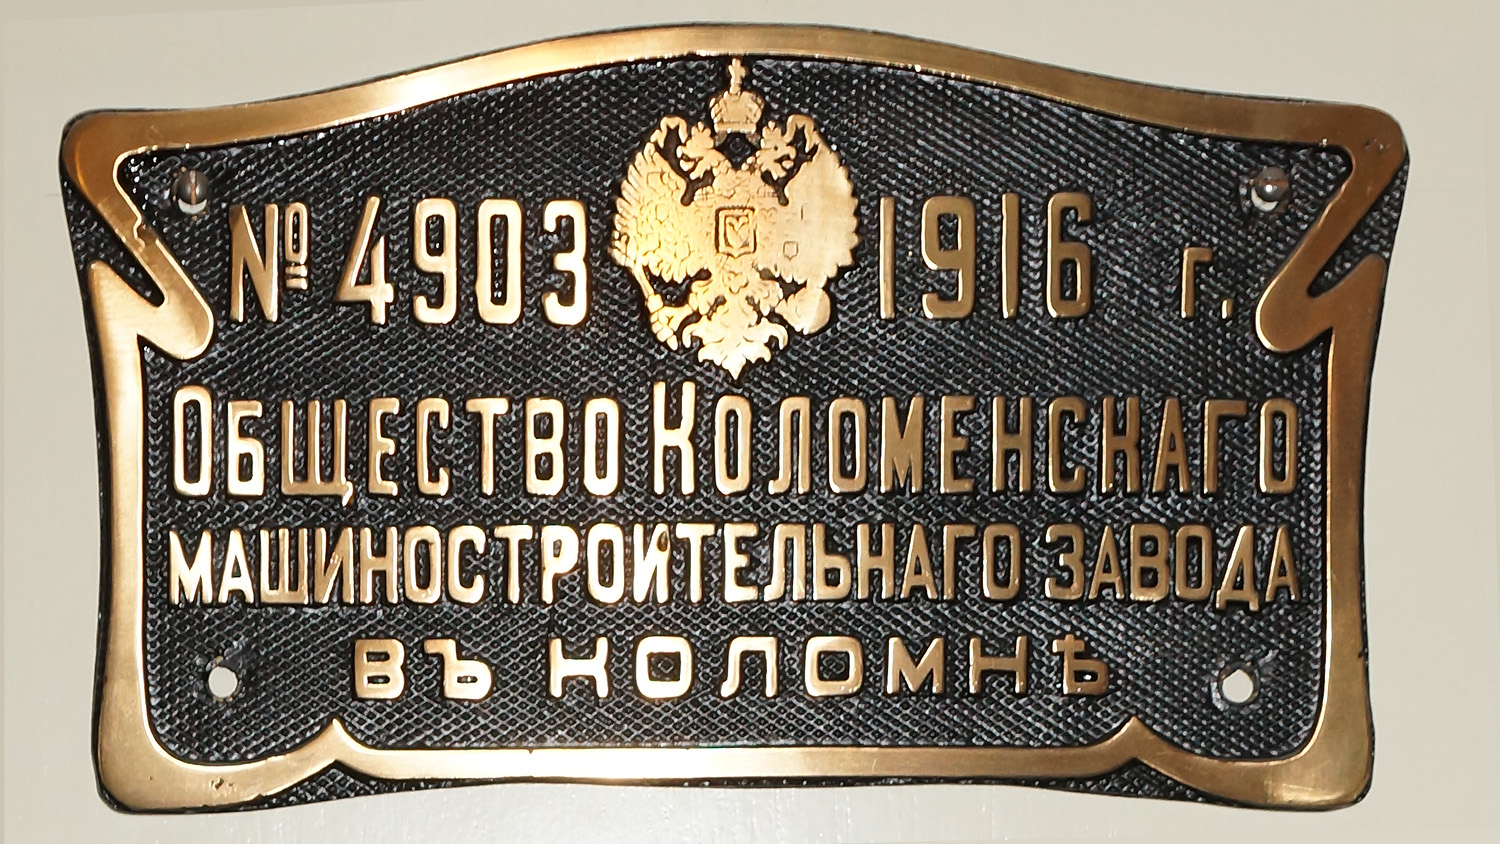 № 4903 1916 г.
Общество Коломенскаго
машиностроительнаго завода
въ Коломнѣ